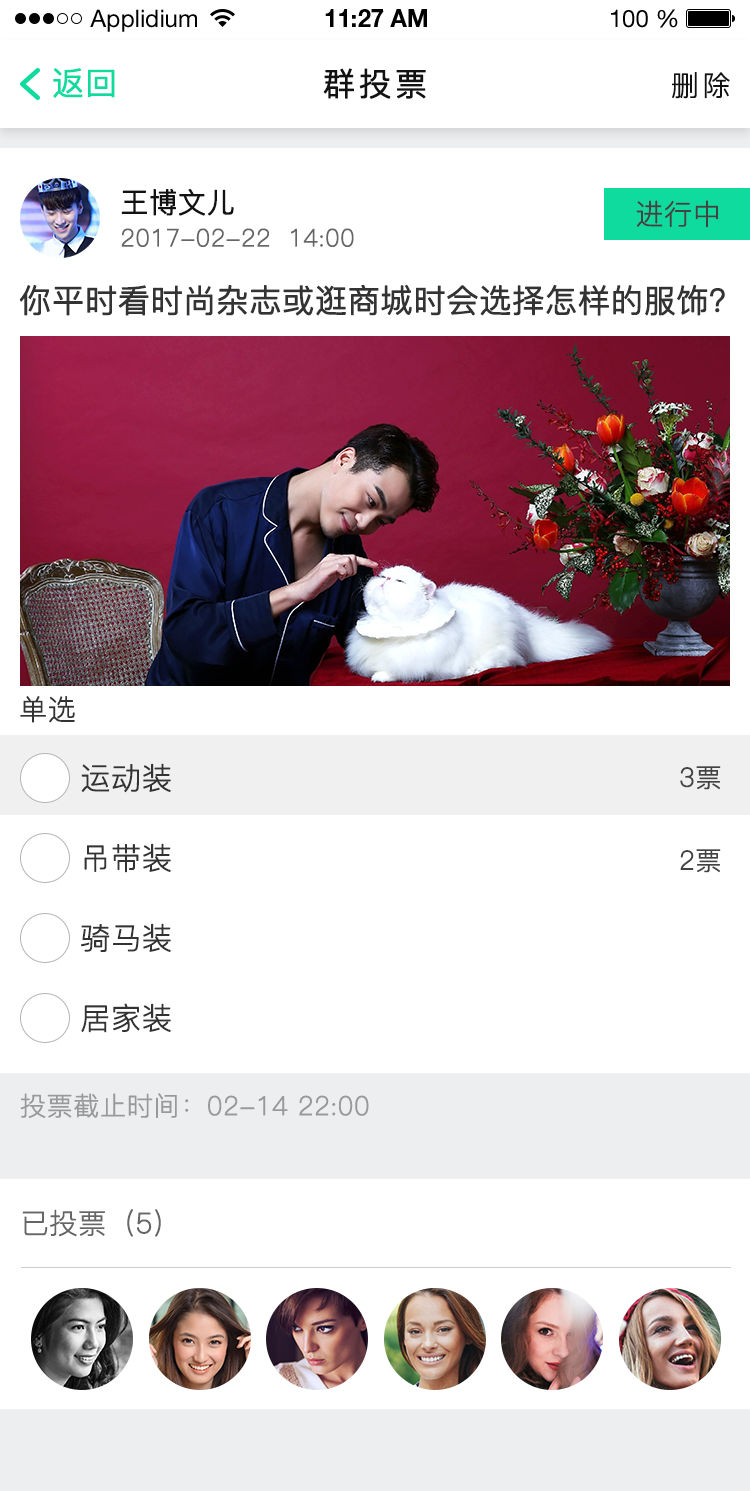 Applidium 11:27 AM 100 %
返回 群投票 删除
王博文儿
2017-02-22 14:00
进行中
你平时看时尚杂志或逛商城时会选择怎样的服饰?
单选
运动装 3票
吊带装 2票
骑马装
居家装
投票截止时间: 02-14 22:00
已投票（5）